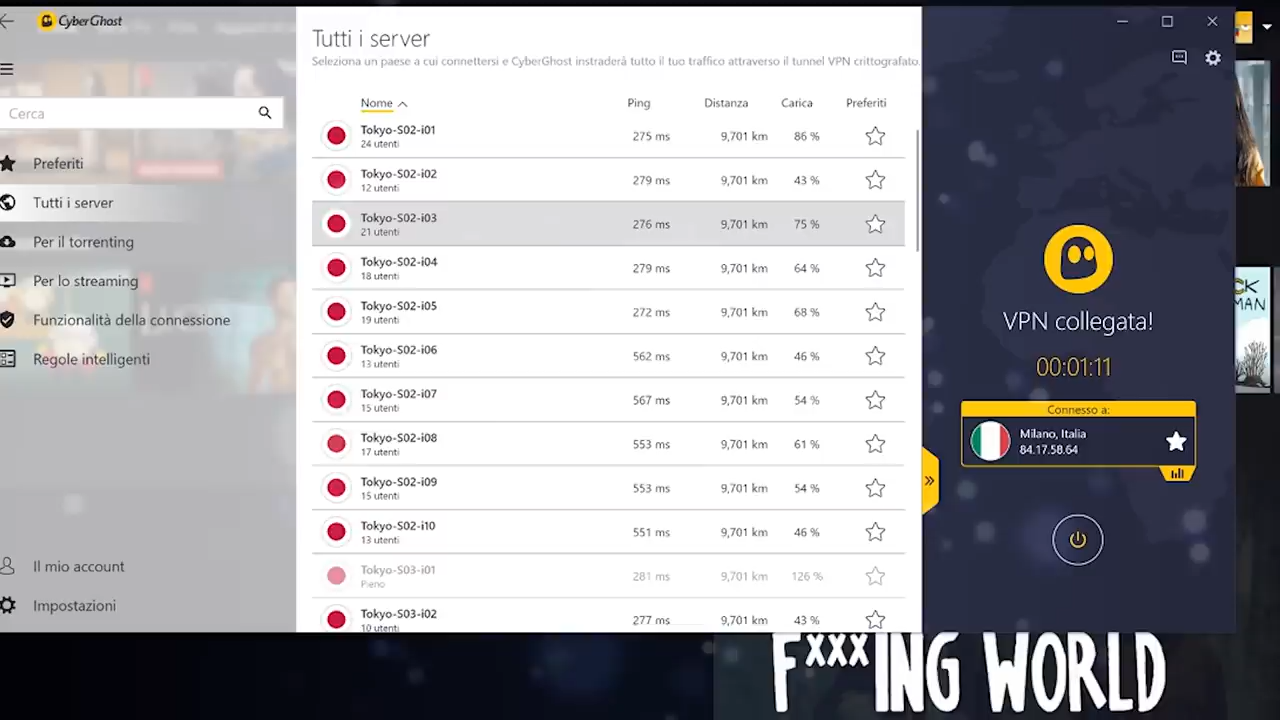 CyberGhost
Cerca
Preferiti
Tutti i server
Per il torrenting
Per lo streaming
Funzionalità della connessione
Regole intelligenti
Il mio account
Impostazioni
Tutti i server
Seleziona un paese a cui connettersi e CyberGhost instraderà tutto il tuo traffico attraverso il tunnel VPN crittografato.
Nome Ping Distanza Carica Preferiti
Tokyo-S02-i01 275 ms 9,701 km 86 %
24 utenti
Tokyo-S02-i02 279 ms 9,701 km 43 %
12 utenti
Tokyo-S02-i03 276 ms 9,701 km 75 %
21 utenti
Tokyo-S02-i04 279 ms 9,701 km 64 %
18 utenti
Tokyo-S02-i05 272 ms 9,701 km 68 %
19 utenti
Tokyo-S02-i06 562 ms 9,701 km 46 %
13 utenti
Tokyo-S02-i07 567 ms 9,701 km 54 %
15 utenti
Tokyo-S02-i08 553 ms 9,701 km 61 %
17 utenti
Tokyo-S02-i09 553 ms 9,701 km 54 %
15 utenti
Tokyo-S02-i10 551 ms 9,701 km 46 %
13 utenti
Tokyo-S03-i01 281 ms 9,701 km 126 %
Pieno
Tokyo-S03-i02 277 ms 9,701 km 43 %
10 utenti
VPN collegata!
00:01:11
Connesso a:
Milano, Italia
84.17.58.64
CK
MAN
F***ING WORLD